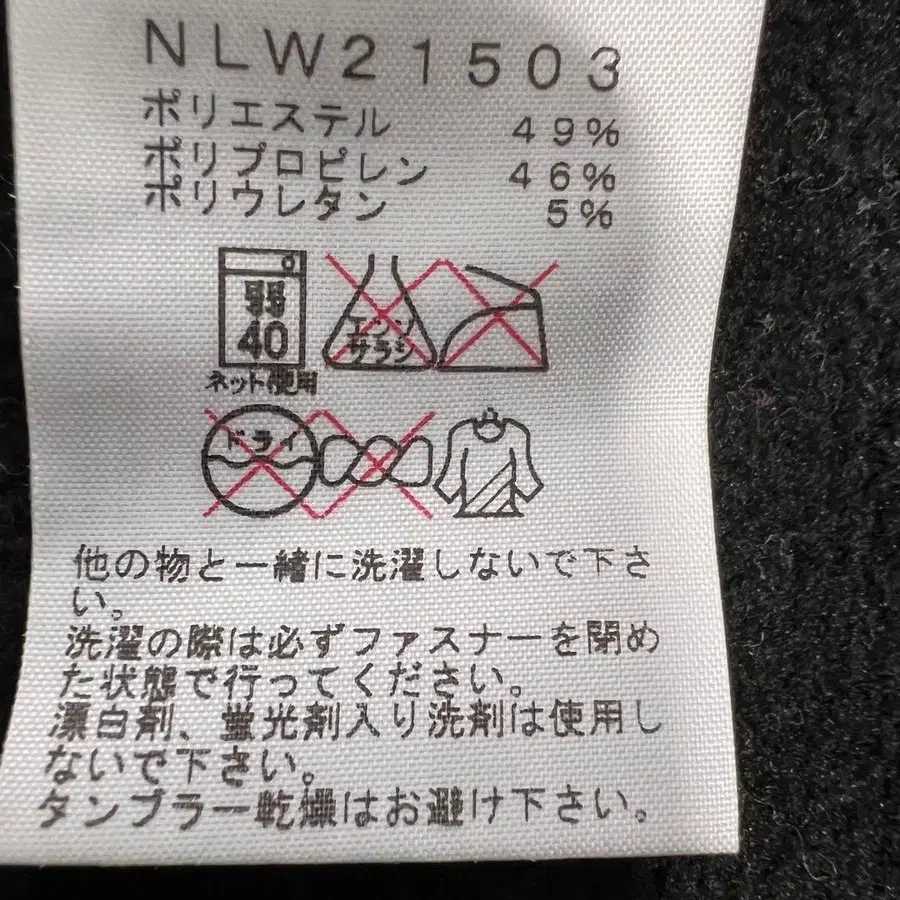 NLW21503
ポリエステル 49%
ポリプロピレン 46%
ポリウレタン 5%
弱
40
ネット使用
エンソ
サラシ
ドライ
他の物と一緒に洗濯しないで下さ
い。
洗濯の際は必ずファスナーを閉め
た状態で行ってください。
漂白剤、蛍光剤入り洗剤は使用し
ないで下さい。
タンブラー乾燥はお避け下さい。